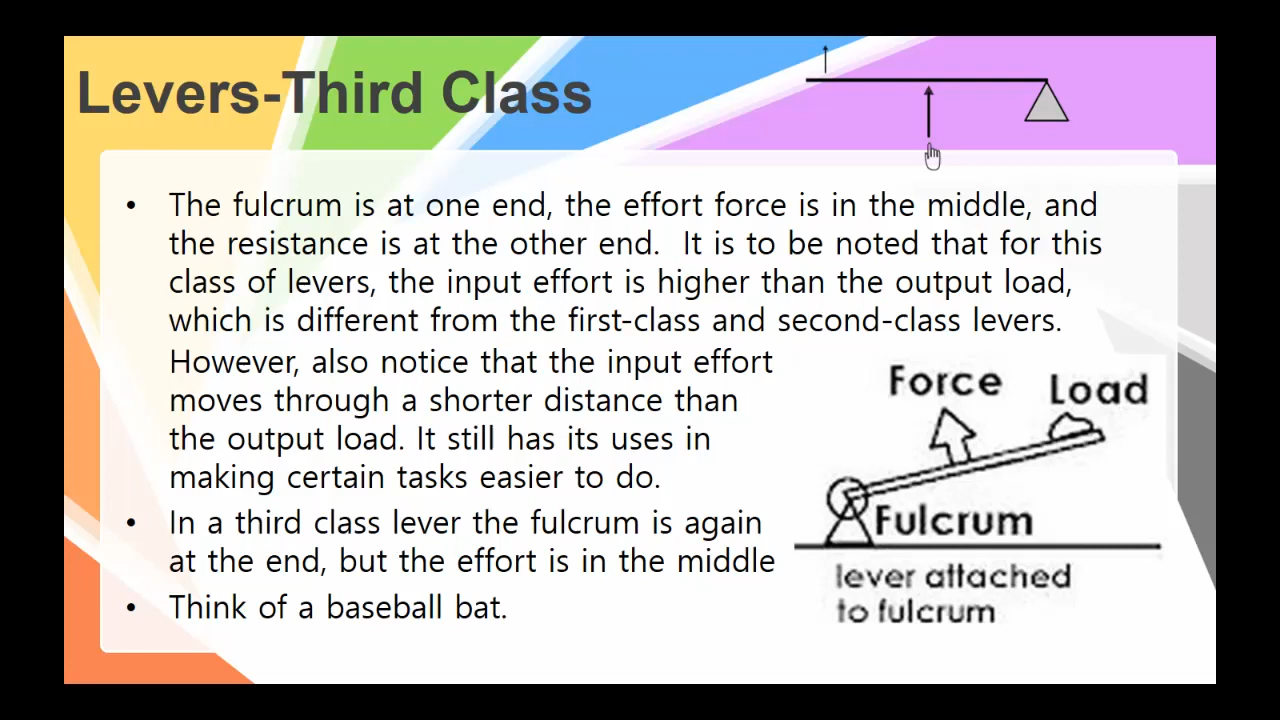 Levers-Third Class
• The fulcrum is at one end, the effort force is in the middle, and
the resistance is at the other end.  It is to be noted that for this
class of levers, the input effort is higher than the output load,
which is different from the first-class and second-class levers.
However, also notice that the input effort
moves through a shorter distance than
the output load. It still has its uses in
making certain tasks easier to do.
• In a third class lever the fulcrum is again
at the end, but the effort is in the middle
• Think of a baseball bat.
Force
Load
Fulcrum
lever attached
to fulcrum